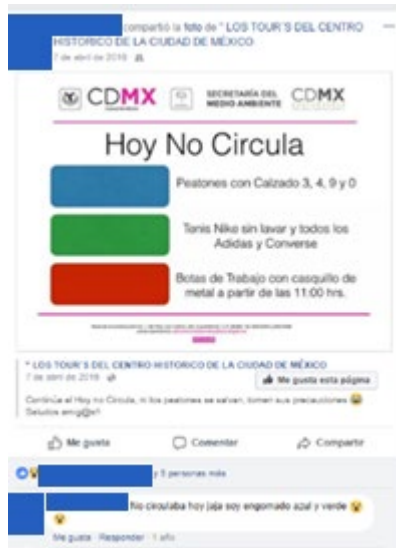 compartió la foto de " LOS TOUR'S DEL CENTRO
HISTORICO DE LA CIUDAD DE MÉXICO
7 de abril de 2016
CDMX
SECRETARÍA DEL
MEDIO AMBIENTE
CDMX
Hoy No Circula
Peatones con Calzado 3, 4, 9 y 0
Tenis Nike sin lavar y todos los
Adidas y Converse
Botas de Trabajo con casquillo de
metal a partir de las 11:00 hrs.
" LOS TOUR'S DEL CENTRO HISTORICO DE LA CIUDAD DE MÉXICO
7 de abril de 2016
Me gusta esta página
Continúa el Hoy no Circula, ni los peatones se salvan, tomen sus precauciones
Saludos amig@s!!
Me gusta
Comentar
Compartir
y 5 personas más
No circulaba hoy jaja soy engomado azul y verde
Me gusta Responder 1 año